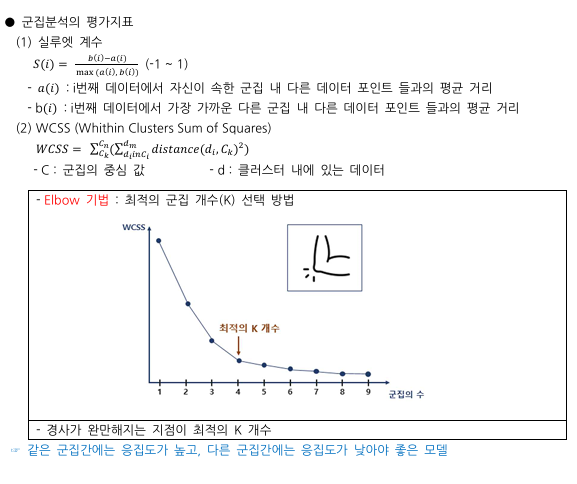 ● 군집분석의 평가지표
(1) 실루엣 계수
S(i) = b(i)−a(i) / max (a(i), b(i)) (-1 ~ 1)
- a(i) : i번째 데이터에서 자신이 속한 군집 내 다른 데이터 포인트 들과의 평균 거리
- b(i) : i번째 데이터에서 가장 가까운 다른 군집 내 다른 데이터 포인트 들과의 평균 거리
(2) WCSS (Whithin Clusters Sum of Squares)
WCSS = ∑_{C_k}^{C_n}(∑_{d_i in C_i}^{d_m} distance(d_i, C_k)^2)
- C : 군집의 중심 값 - d : 클러스터 내에 있는 데이터
- Elbow 기법 : 최적의 군집 개수(K) 선택 방법
WCSS
최적의 K 개수
1 2 3 4 5 6 7 8 9
군집의 수
- 경사가 완만해지는 지점이 최적의 K 개수
☞ 같은 군집간에는 응집도가 높고, 다른 군집간에는 응집도가 낮아야 좋은 모델